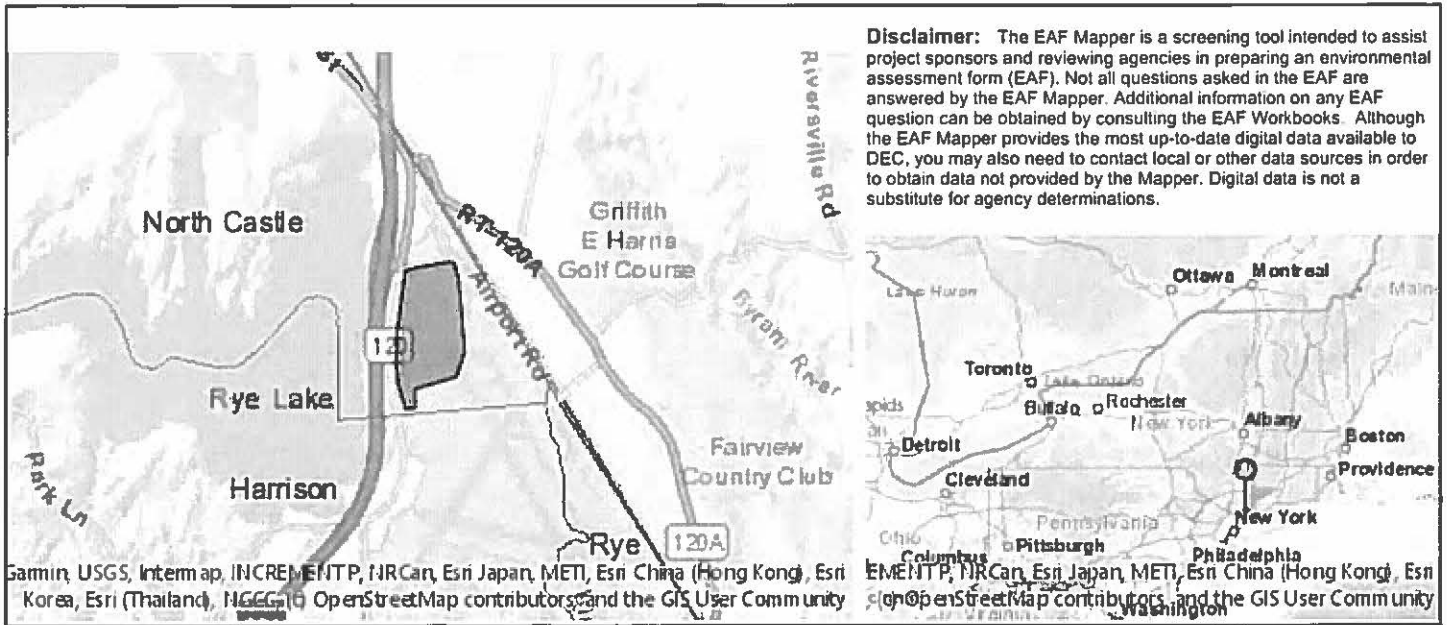 Disclaimer: The EAF Mapper is a screening tool intended to assist
project sponsors and reviewing agencies in preparing an environmental
assessment form (EAF). Not all questions asked in the EAF are
answered by the EAF Mapper. Additional information on any EAF
question can be obtained by consulting the EAF Workbooks. Although
the EAF Mapper provides the most up-to-date digital data available to
DEC, you may also need to contact local or other data sources in order
to obtain data not provided by the Mapper. Digital data is not a
substitute for agency determinations.
Riversville Rd
North Castle
RT-120A
Griffith
E Harris
Golf Course
Airport Rd
Byram River
120
Rye Lake
Park Ln
Harrison
Fairview
Country Club
Rye
120A
Garmin, USGS, Intermap, INCREMENT P, NRCan, Esri Japan, METI, Esri China (Hong Kong), Esri
Korea, Esri (Thailand), NGCC, (c) OpenStreetMap contributors, and the GIS User Community
Ottawa
Montreal
Lake Huron
Main
Toronto
Lake Ontario
apids
Buffalo
Rochester
New York
Albany
Detroit
Boston
Providence
Cleveland
Pennsylvania
New York
Ohio
Columbus
Pittsburgh
Philadelphia
EMENT P, NRCan, Esri Japan, METI, Esri China (Hong Kong), Esri
OpenStreetMap contributors, and the GIS User Community
Washington
Virginia